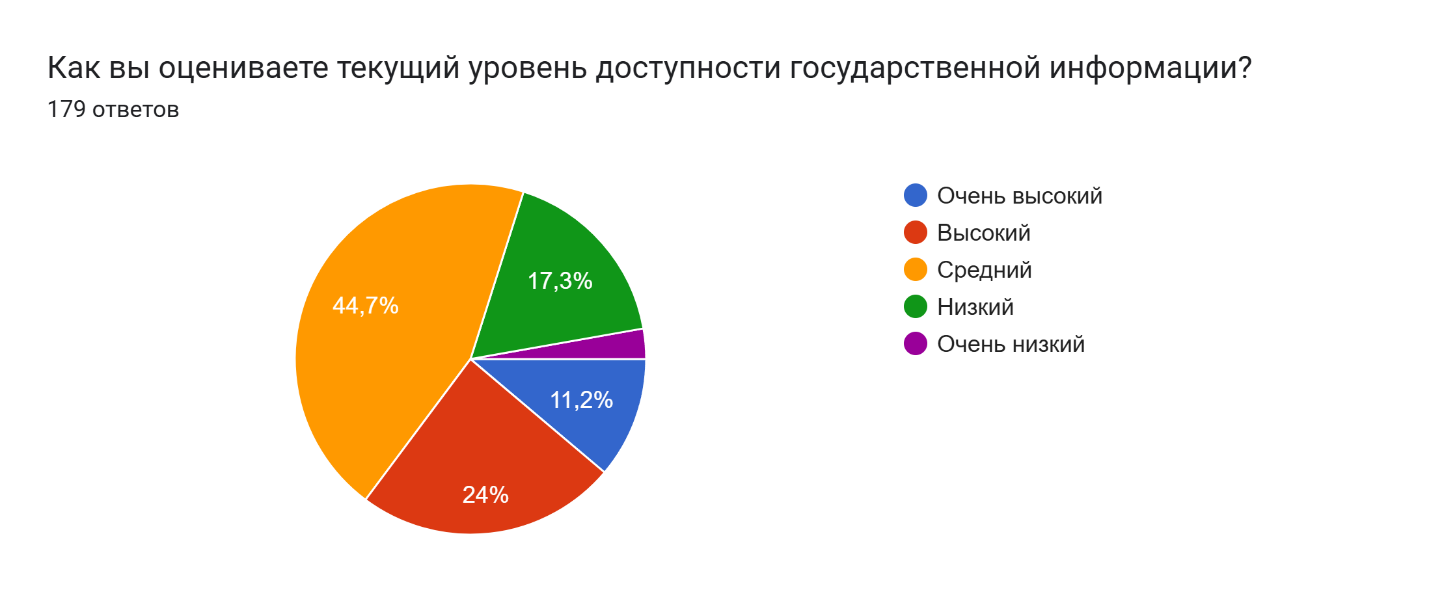 Как вы оцениваете текущий уровень доступности государственной информации?
179 ответов
44,7%
17,3%
11,2%
24%
Очень высокий
Высокий
Средний
Низкий
Очень низкий